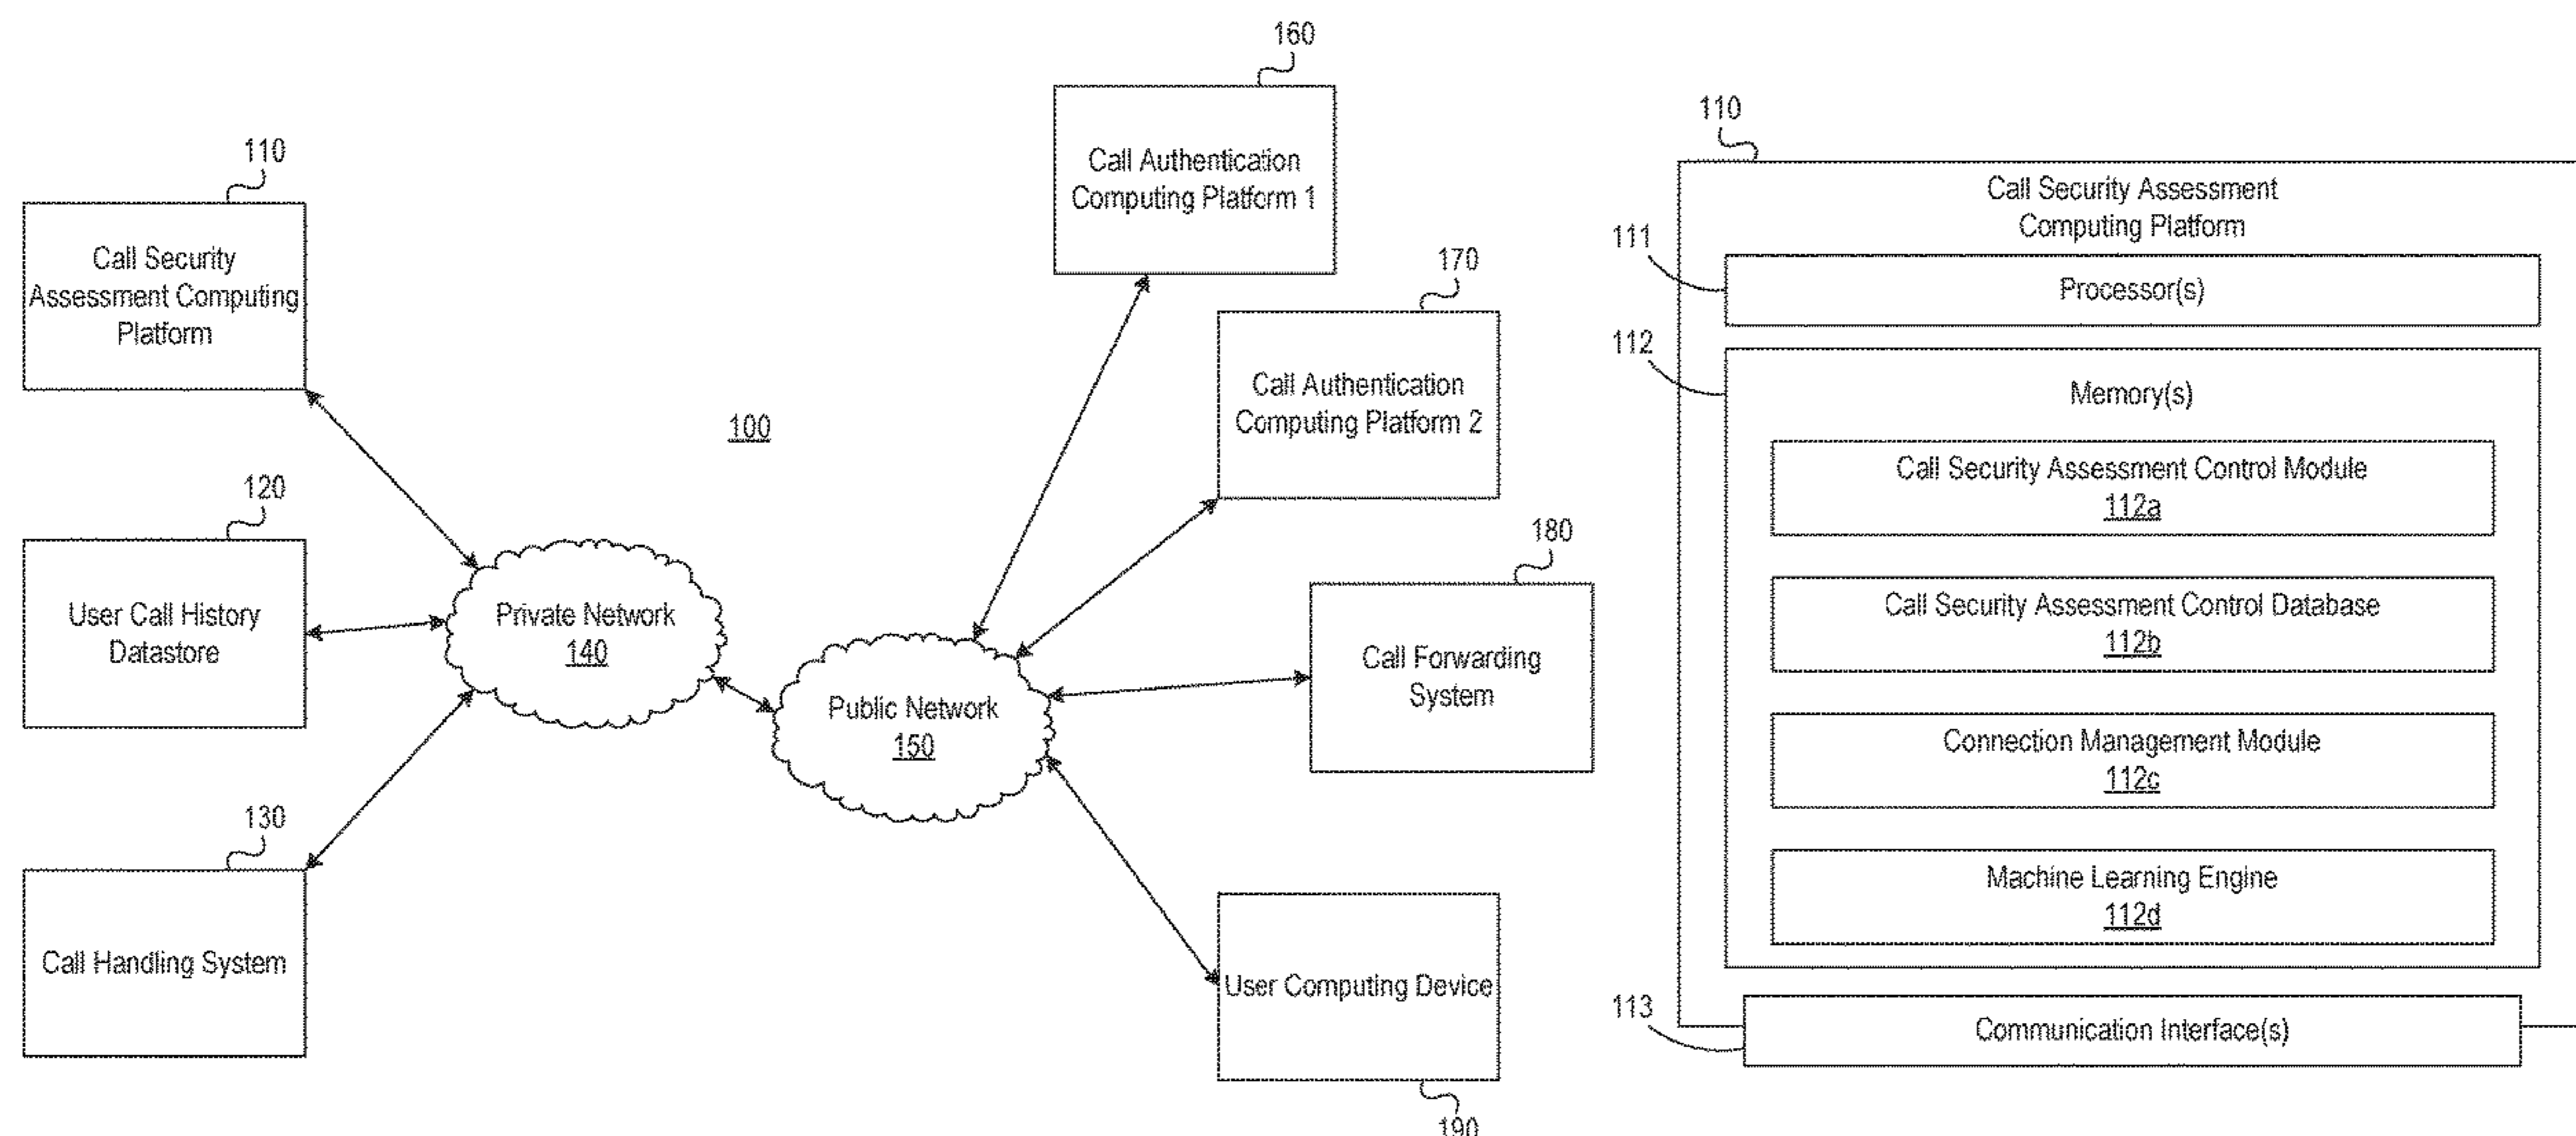 110
Call Security
Assessment Computing
Platform
120
User Call History
Datastore
130
Call Handling System
100
Private Network
140
Public Network
150
160
Call Authentication
Computing Platform 1
170
Call Authentication
Computing Platform 2
180
Call Forwarding
System
User Computing Device
190
110
Call Security Assessment
Computing Platform
111
Processor(s)
112
Memory(s)
Call Security Assessment Control Module
112a
Call Security Assessment Control Database
112b
Connection Management Module
112c
Machine Learning Engine
112d
113
Communication Interface(s)